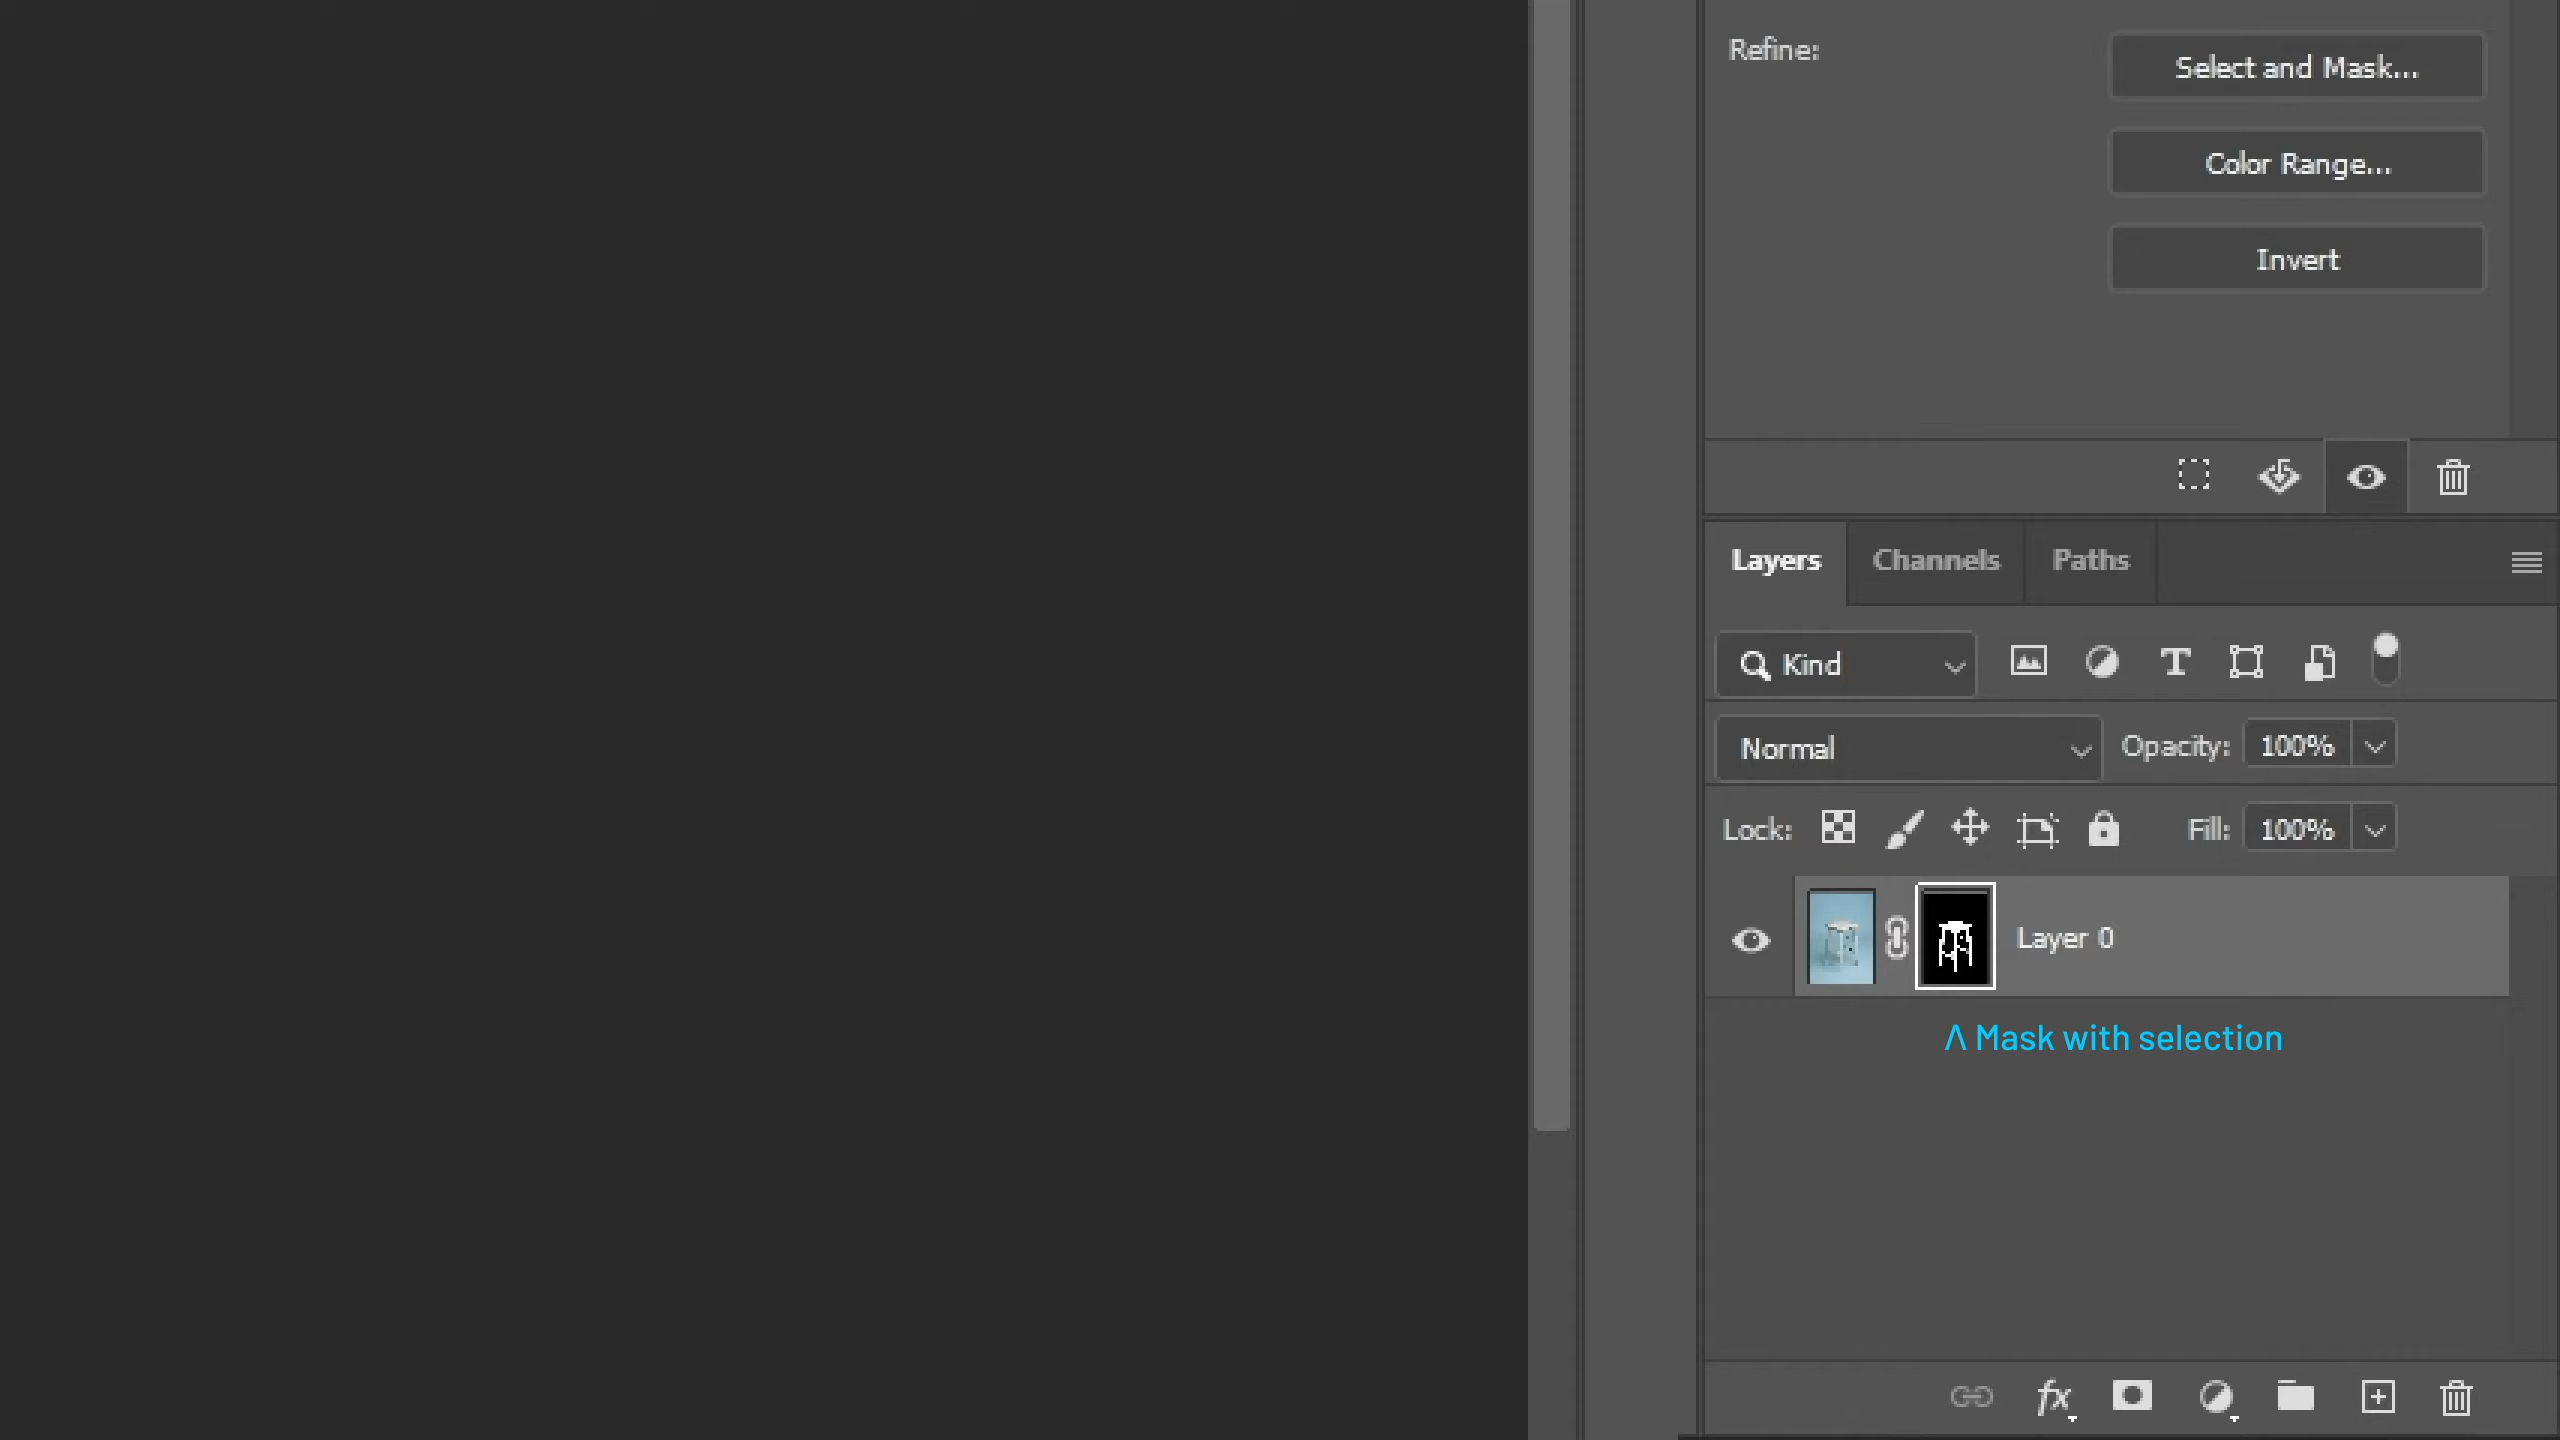 Refine:
Select and Mask...
Color Range...
Invert
Layers Channels Paths
Kind
Normal Opacity: 100%
Lock: Fill: 100%
Layer 0
Λ Mask with selection
fx